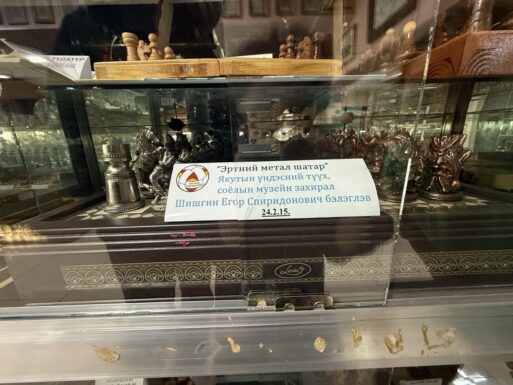 "Эртний метал шатар"
Якутын үндэсний түүх,
соёлын музейн захирал
Шишгин Егор Спиридонович бэлэглэв
24.2.15.